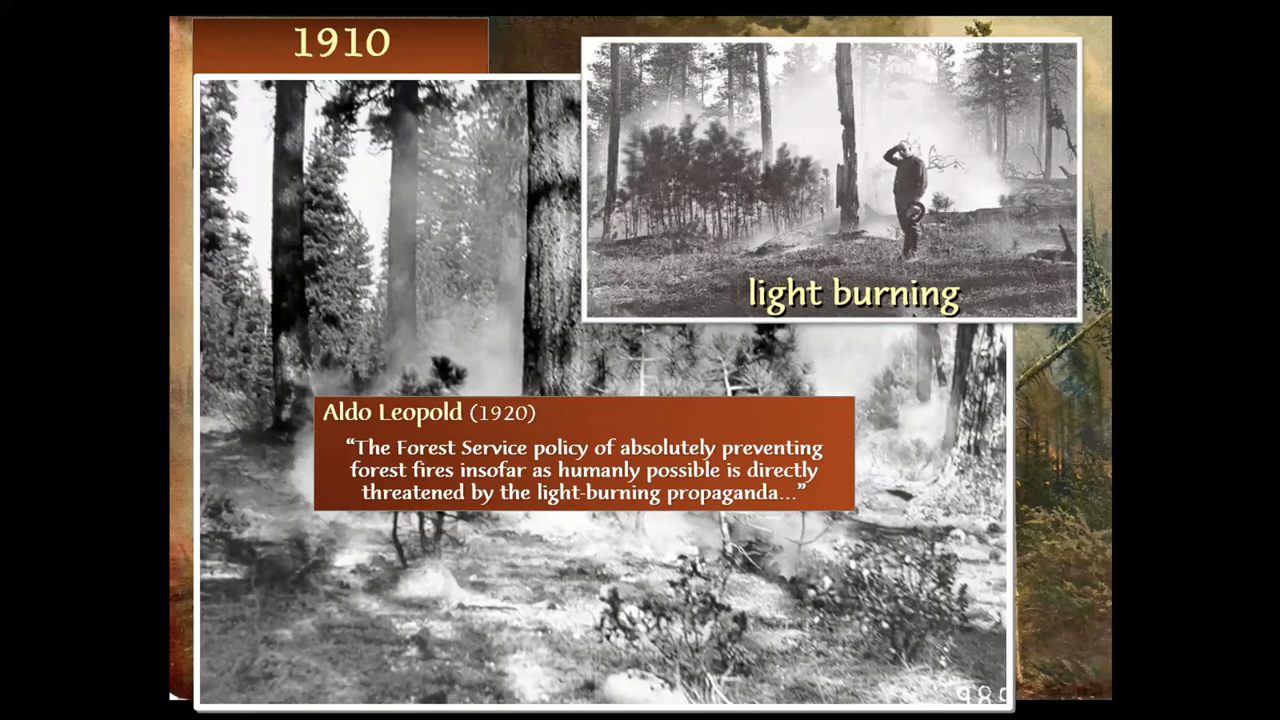 1910
light burning
Aldo Leopold (1920)
“The Forest Service policy of absolutely preventing
forest fires insofar as humanly possible is directly
threatened by the light-burning propaganda...”